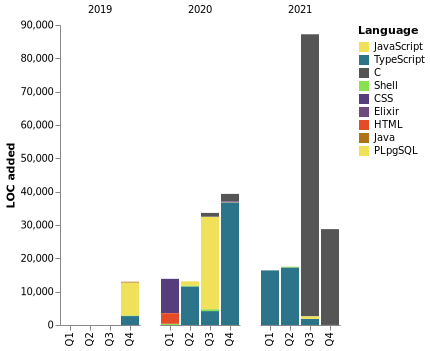 2019 2020 2021
LOC added
90,000
80,000
70,000
60,000
50,000
40,000
30,000
20,000
10,000
0
Q1 Q2 Q3 Q4 Q1 Q2 Q3 Q4 Q1 Q2 Q3 Q4
Language
JavaScript
TypeScript
C
Shell
CSS
Elixir
HTML
Java
PLpgSQL